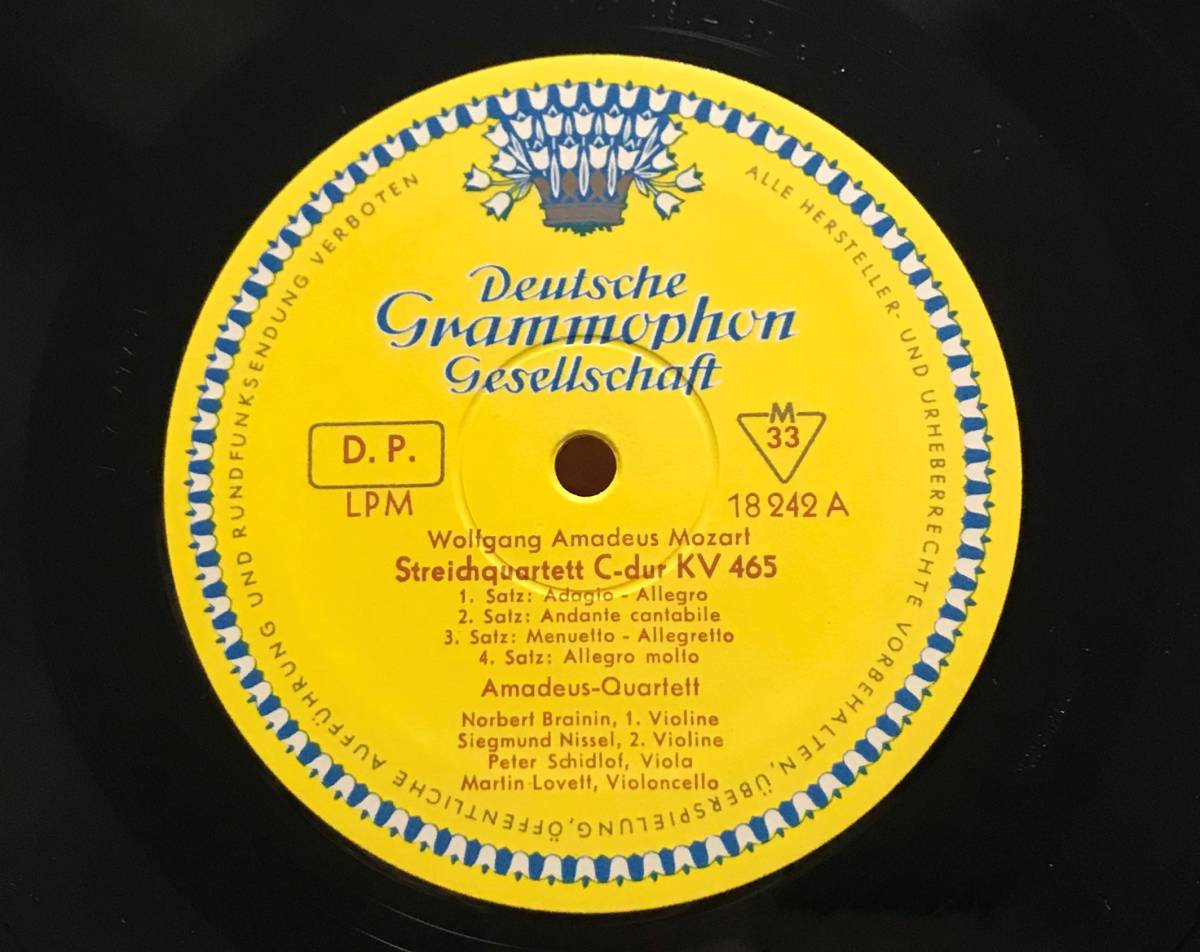 Deutsche
Grammophon
Gesellschaft
D. P.
LPM
M
33
18 242 A
Wolfgang Amadeus Mozart
Streichquartett C-dur KV 465
1. Satz: Adagio - Allegro
2. Satz: Andante cantabile
3. Satz: Menuetto - Allegretto
4. Satz: Allegro molto
Amadeus-Quartett
Norbert Brainin, 1. Violine
Siegmund Nissel, 2. Violine
Peter Schidlof, Viola
Martin Lovett, Violoncello
ALLE HERSTELLER- UND URHEBERRECHTE VORBEHALTEN, ÜBERSPIELUNG, ÖFFENTLICHE AUFFÜHRUNG UND RUNDFUNKSENDUNG VERBOTEN